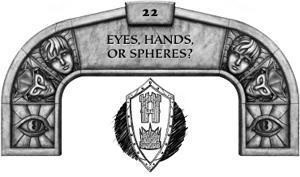 22
EYES, HANDS,
OR SPHERES?